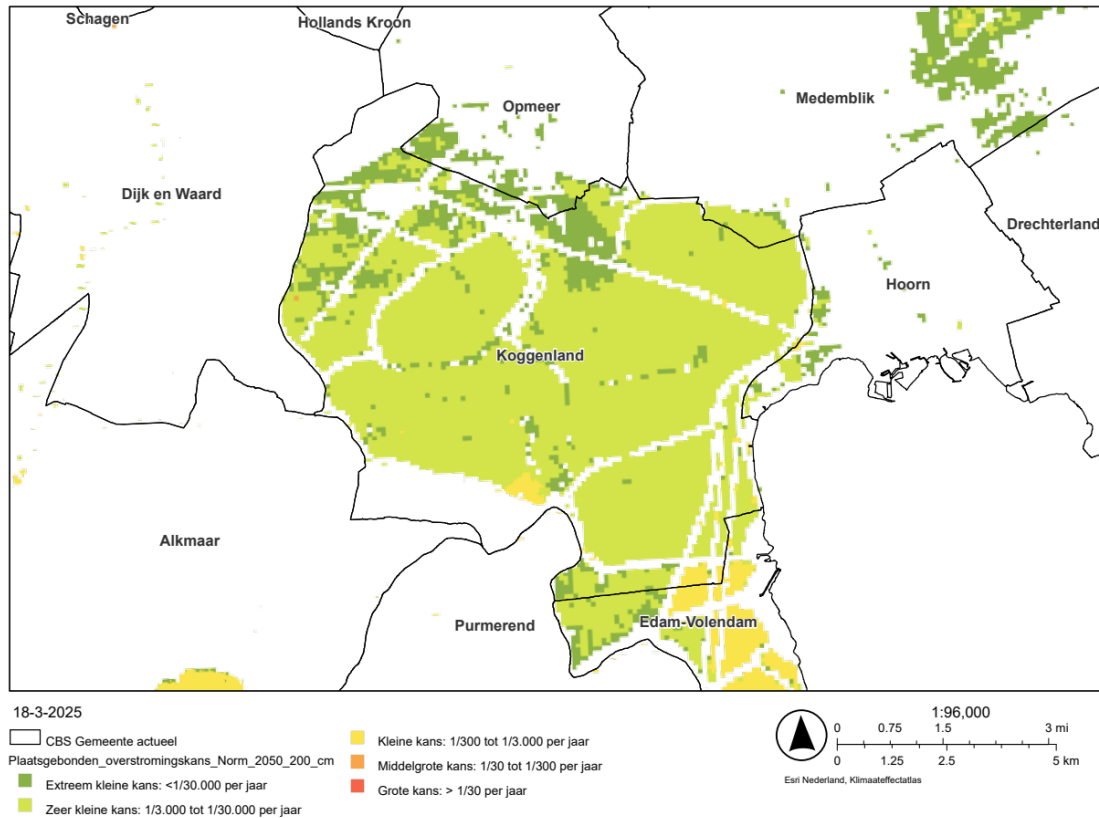 Schagen
Hollands Kroon
Opmeer
Medemblik
Dijk en Waard
Drechterland
Hoorn
Koggenland
Alkmaar
Purmerend
Edam-Volendam
18-3-2025
CBS Gemeente actueel
Plaatsgebonden_overstromingskans_Norm_2050_200_cm
Extreem kleine kans: <1/30.000 per jaar
Zeer kleine kans: 1/3.000 tot 1/30.000 per jaar
Kleine kans: 1/300 tot 1/3.000 per jaar
Middelgrote kans: 1/30 tot 1/300 per jaar
Grote kans: > 1/30 per jaar
1:96,000
0 0.75 1.5 3 mi
0 1.25 2.5 5 km
Esri Nederland, Klimaateffectatlas